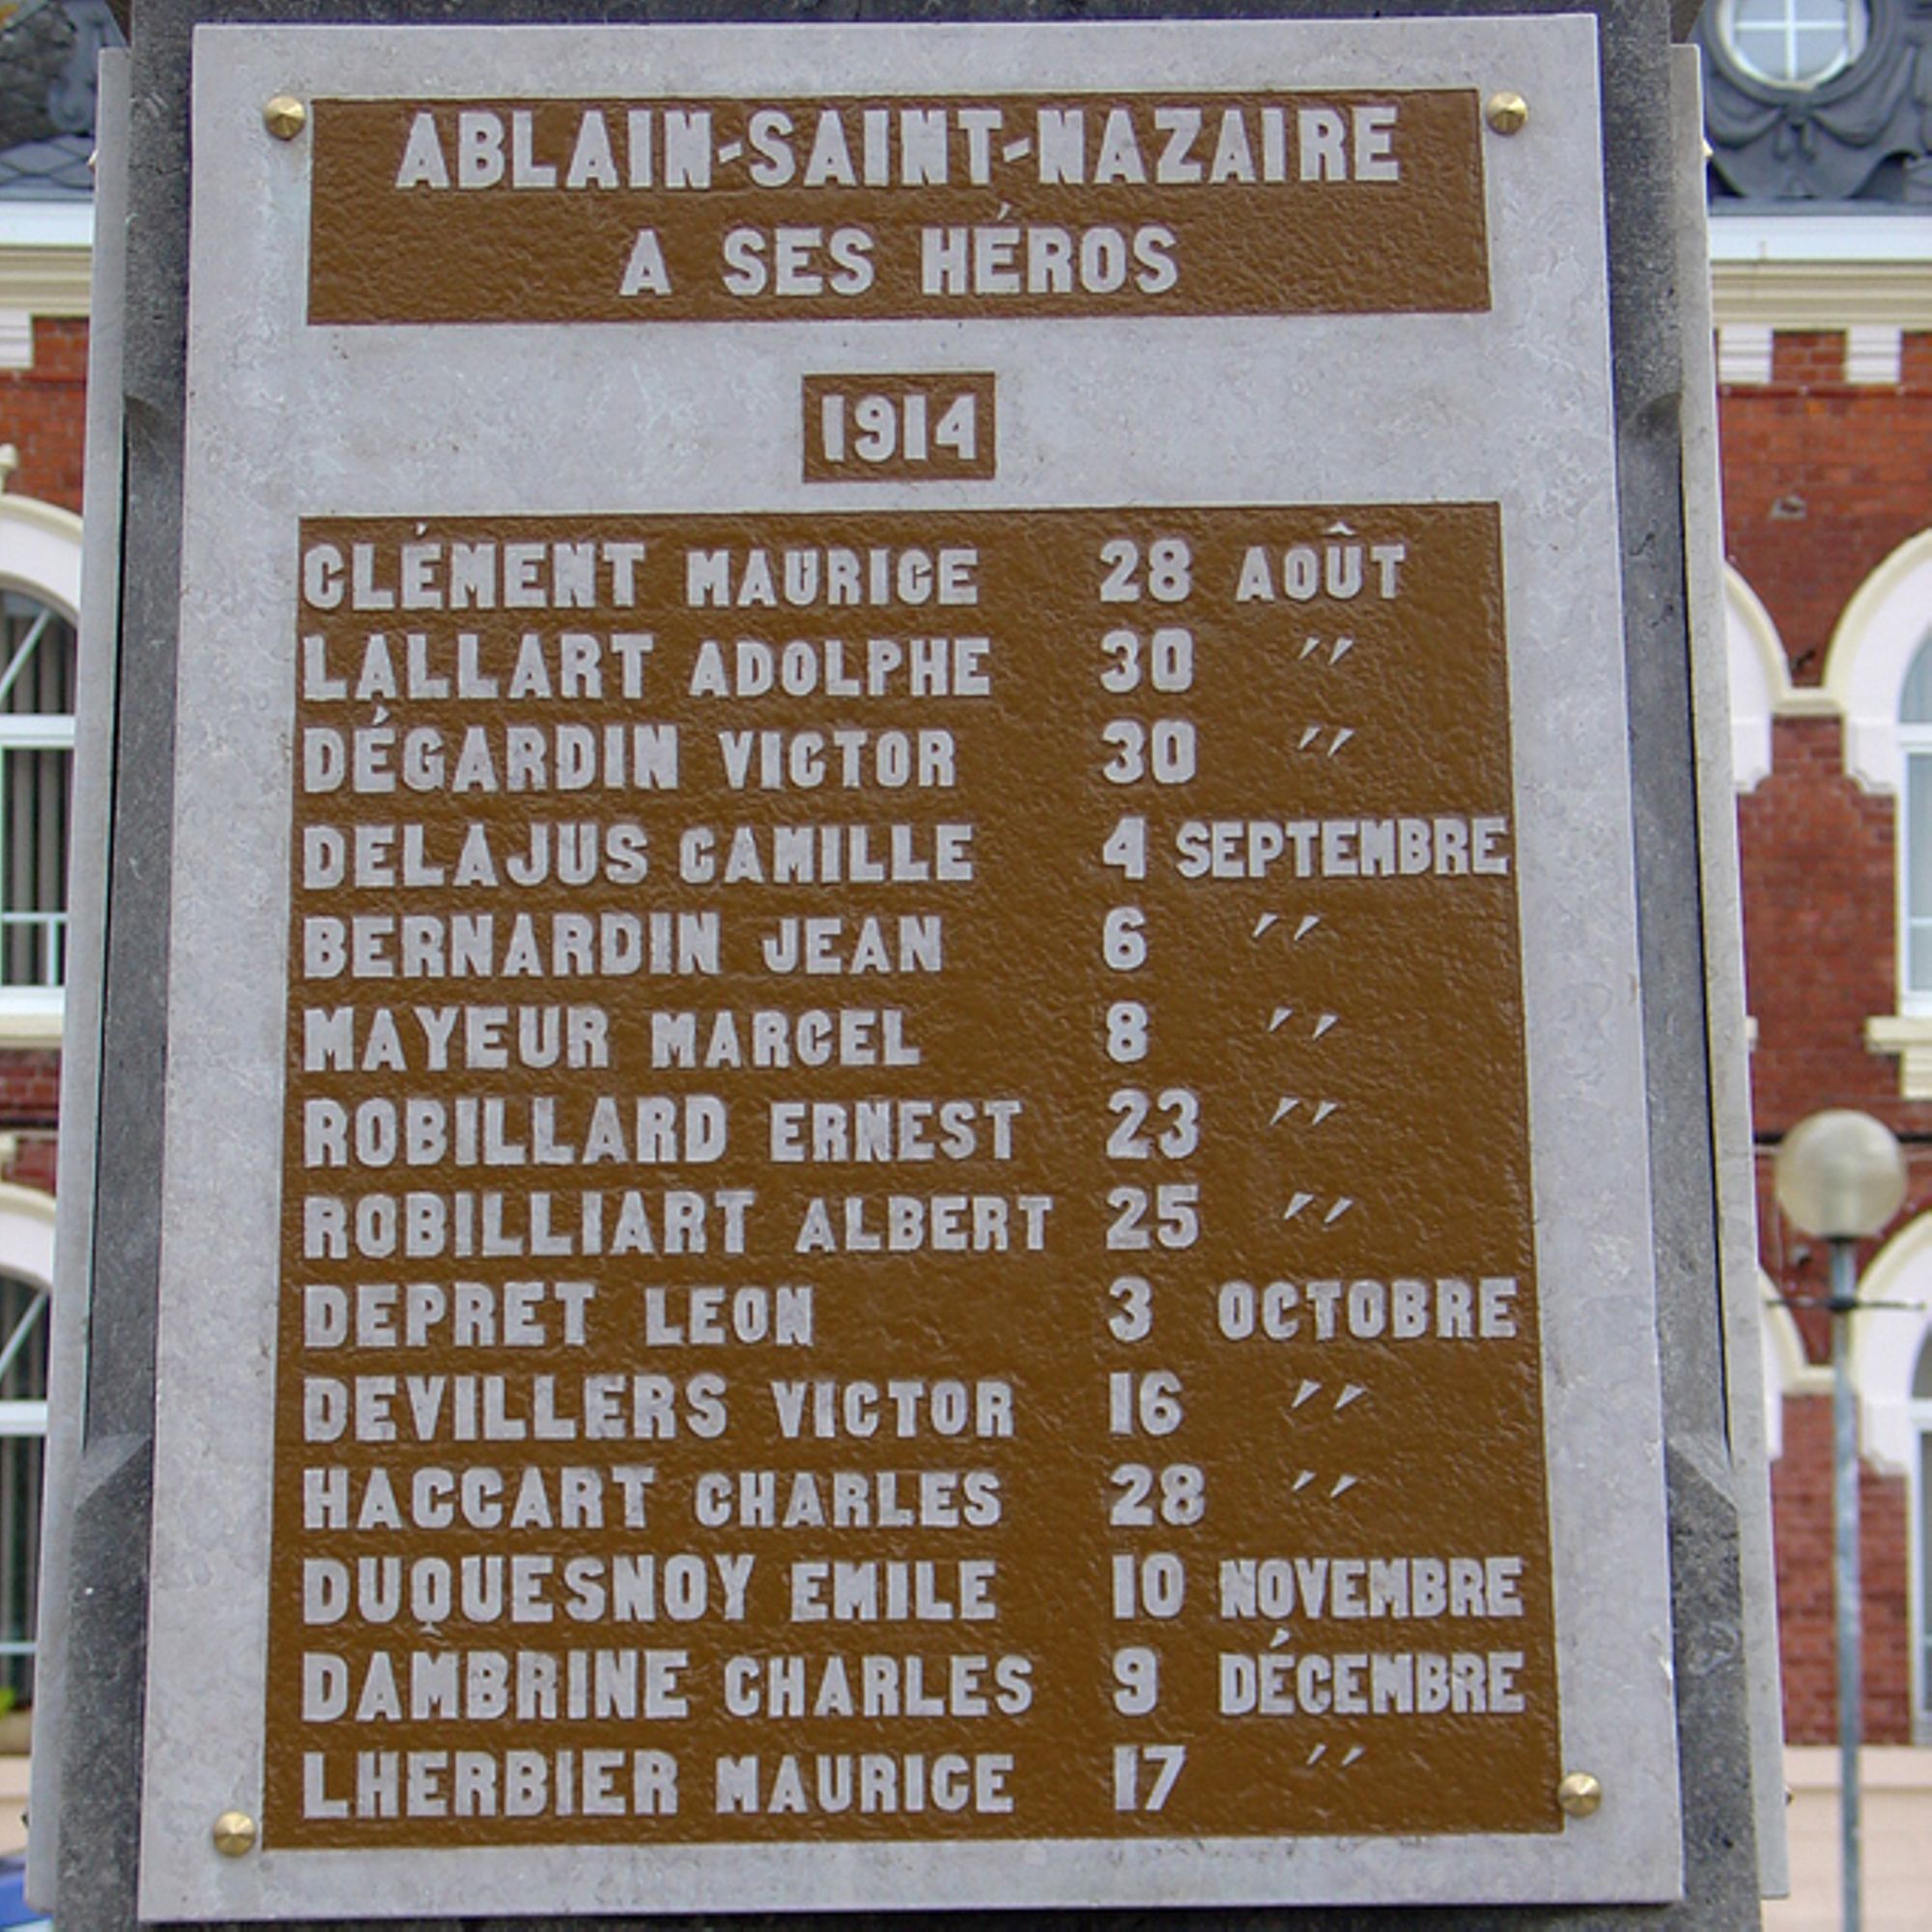 ABLAIN-SAINT-NAZAIRE
A SES HÉROS
1914
CLÉMENT MAURICE 28 AOÛT
LALLART ADOLPHE 30 〃
DÉGARDIN VICTOR 30 〃
DELAJUS CAMILLE 4 SEPTEMBRE
BERNARDIN JEAN 6 〃
MAYEUR MARCEL 8 〃
ROBILLARD ERNEST 23 〃
ROBILLIART ALBERT 25 〃
DEPRET LEON 3 OCTOBRE
DEVILLERS VICTOR 16 〃
HACCART CHARLES 28 〃
DUQUESNOY EMILE 10 NOVEMBRE
DAMBRINE CHARLES 9 DÉCEMBRE
LHERBIER MAURICE 17 〃